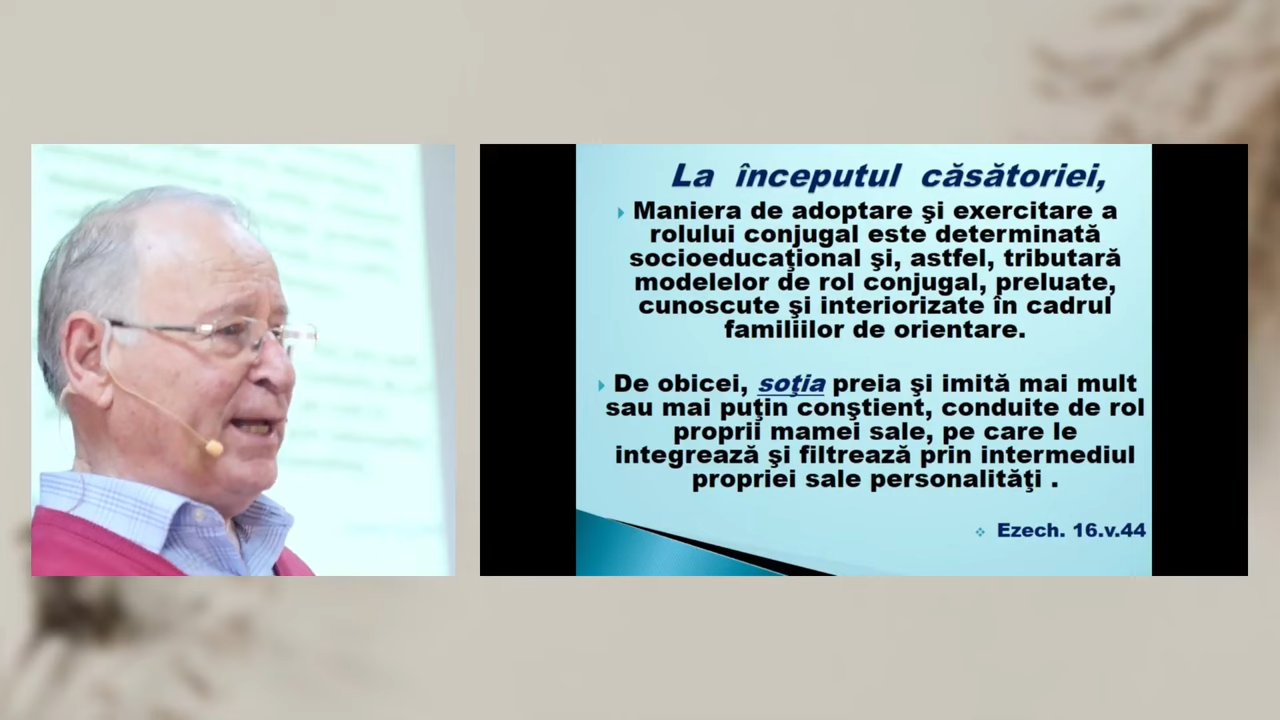 La începutul căsătoriei,
Maniera de adoptare şi exercitare a
rolului conjugal este determinată
socioeducaţional şi, astfel, tributară
modelelor de rol conjugal, preluate,
cunoscute şi interiorizate în cadrul
familiilor de orientare.
De obicei, soţia preia şi imită mai mult
sau mai puţin conştient, conduite de rol
proprii mamei sale, pe care le
integrează şi filtrează prin intermediul
propriei sale personalităţi .
Ezech. 16.v.44